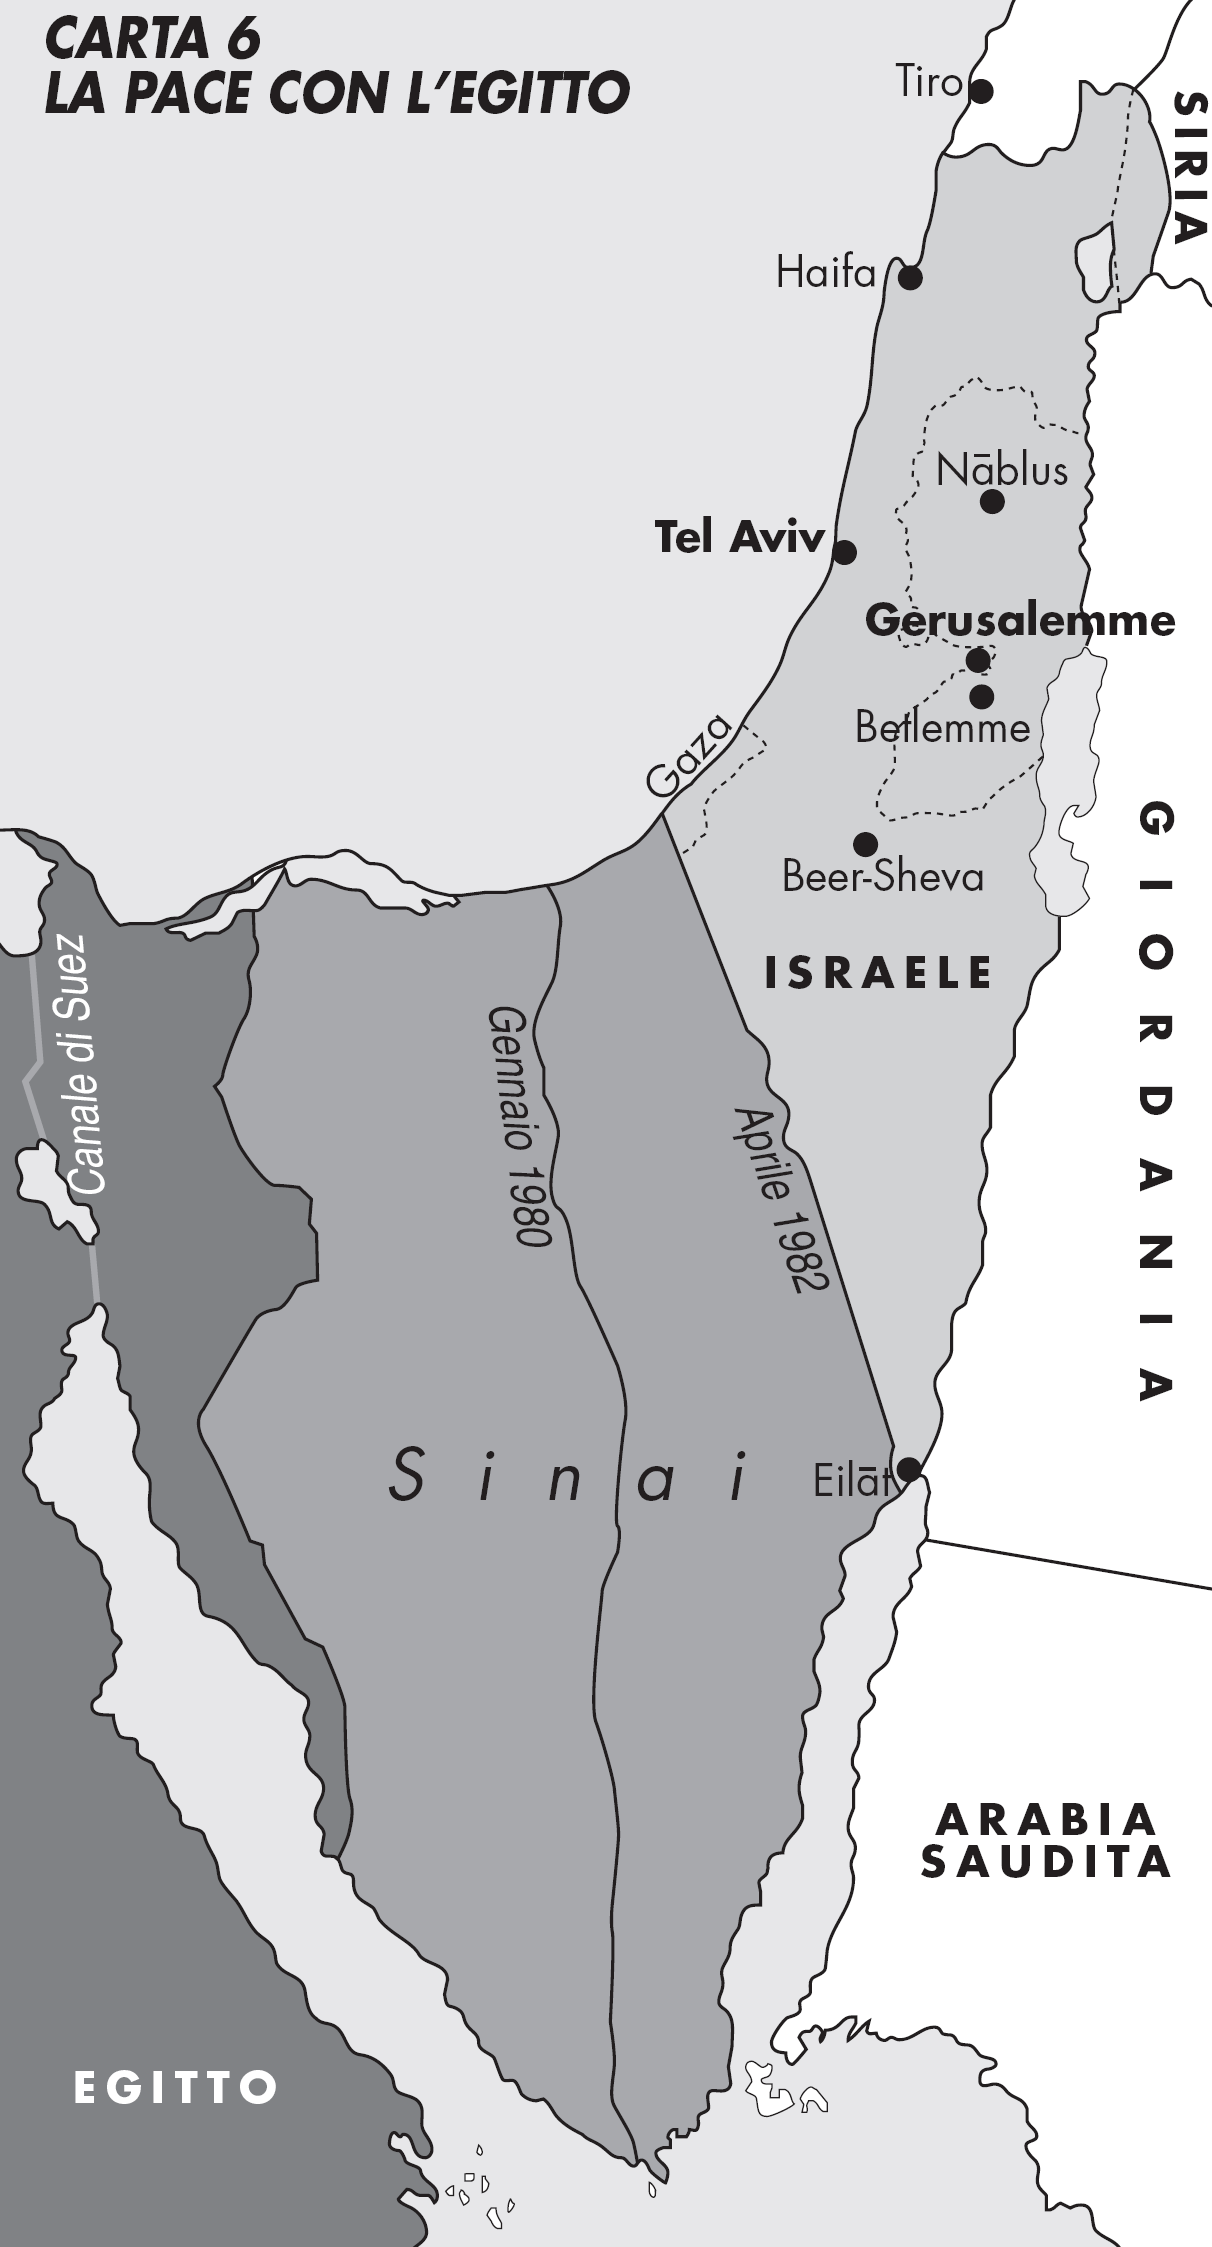 CARTA 6
LA PACE CON L'EGITTO
Tiro
SIRIA
Haifa
Nāblus
Tel Aviv
Gerusalemme
Betlemme
Gaza
Beer-Sheva
ISRAELE
GIORDANIA
Canale di Suez
Gennaio 1980
Aprile 1982
Sinai
Eilāt
ARABIA
SAUDITA
EGITTO